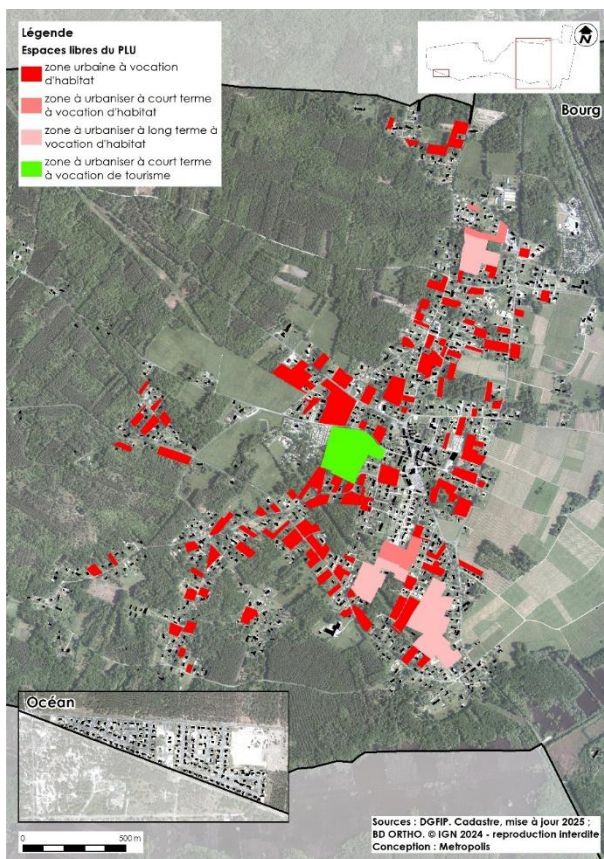 Légende
Espaces libres du PLU
zone urbaine à vocation
d'habitat
zone à urbaniser à court terme
à vocation d'habitat
zone à urbaniser à long terme à
vocation d'habitat
zone à urbaniser à court terme
à vocation de tourisme
N
Bourg
Océan
0 500 m
Sources : DGFIP. Cadastre, mise à jour 2025 ;
BD ORTHO. © IGN 2024 - reproduction interdite
Conception : Metropolis